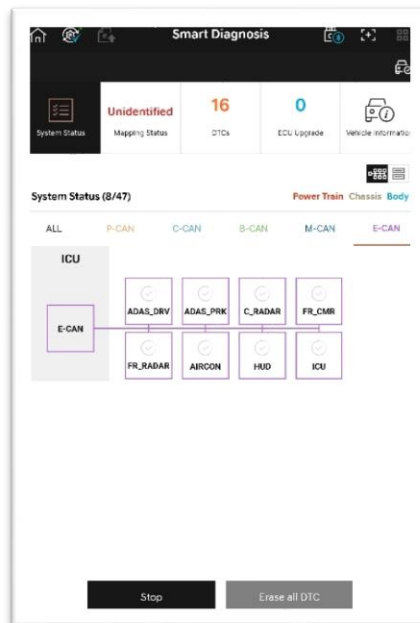 Smart Diagnosis
Unidentified 16 0
System Status Mapping Status DTCs ECU Upgrade Vehicle Informatio
System Status (8/47) Power Train Chassis Body
ALL P-CAN C-CAN B-CAN M-CAN E-CAN
ICU
ADAS_DRV ADAS_PRK C_RADAR FR_CMR
E-CAN
FR_RADAR AIRCON HUD ICU
Stop Erase all DTC